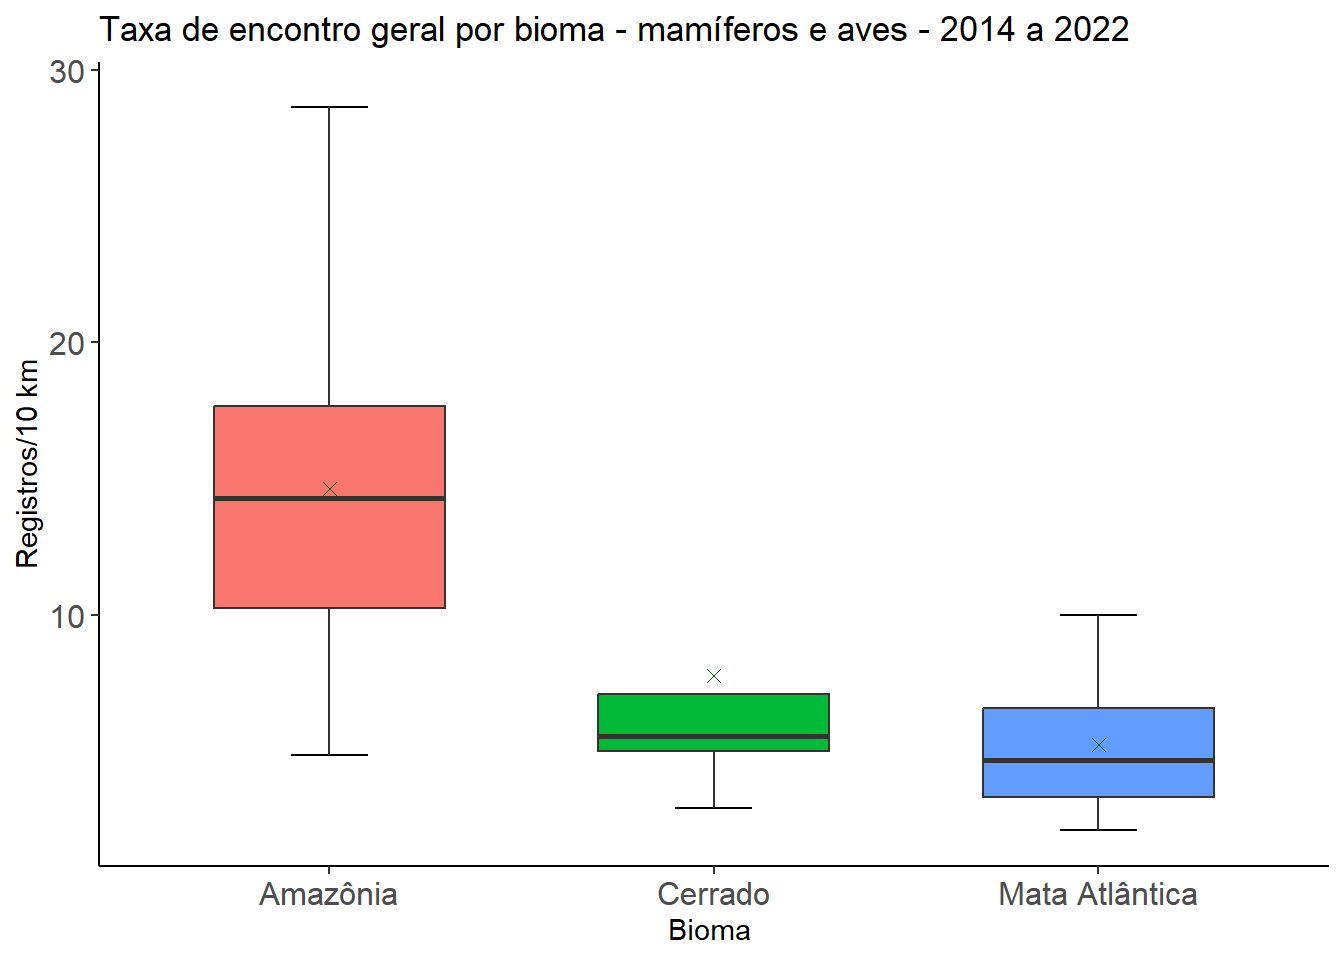 Taxa de encontro geral por bioma - mamíferos e aves - 2014 a 2022
30
20
10
Registros/10 km
Amazônia
Cerrado
Mata Atlântica
Bioma